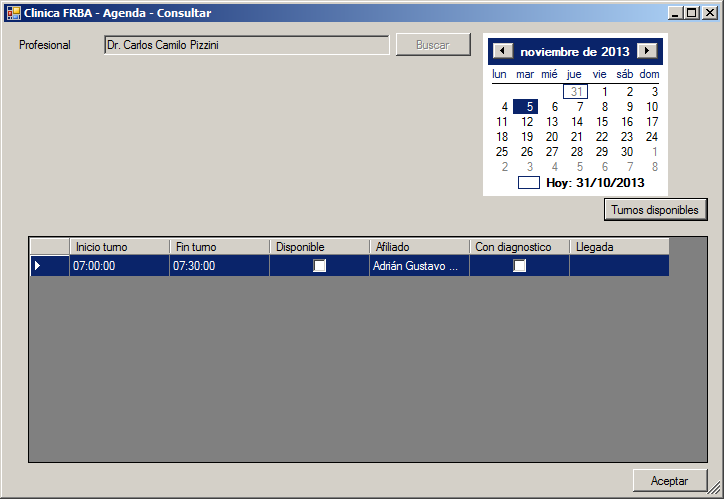 Clinica FRBA - Agenda - Consultar
Profesional Dr. Carlos Camilo Pizzini Buscar
noviembre de 2013
lun mar mié jue vie sáb dom
31 1 2 3
4 5 6 7 8 9 10
11 12 13 14 15 16 17
18 19 20 21 22 23 24
25 26 27 28 29 30 1
2 3 4 5 6 7 8
Hoy: 31/10/2013
Turnos disponibles
Inicio turno Fin turno Disponible Afiliado Con diagnostico Llegada
07:00:00 07:30:00 Adrián Gustavo ...
Aceptar